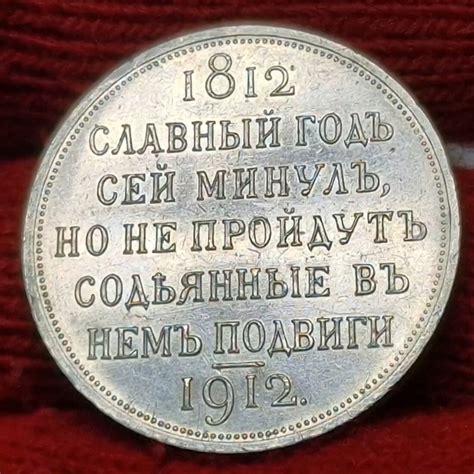 1812
СЛАВНЫЙ ГОДЪ
СЕЙ МИНУЛЪ,
НО НЕ ПРОЙДУТЪ
СОДѢЯННЫЕ ВЪ
НЕМЪ ПОДВИГИ
1912.